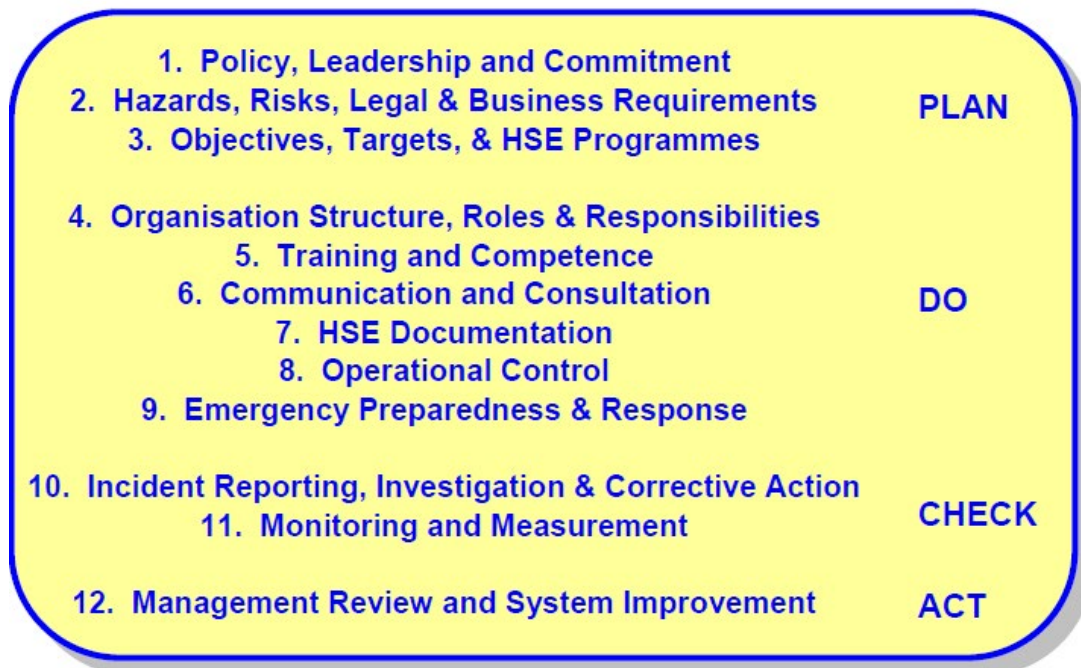 1. Policy, Leadership and Commitment
2. Hazards, Risks, Legal & Business Requirements
PLAN
3. Objectives, Targets, & HSE Programmes
4. Organisation Structure, Roles & Responsibilities
5. Training and Competence
6. Communication and Consultation
DO
7. HSE Documentation
8. Operational Control
9. Emergency Preparedness & Response
10. Incident Reporting, Investigation & Corrective Action
11. Monitoring and Measurement
CHECK
12. Management Review and System Improvement
ACT